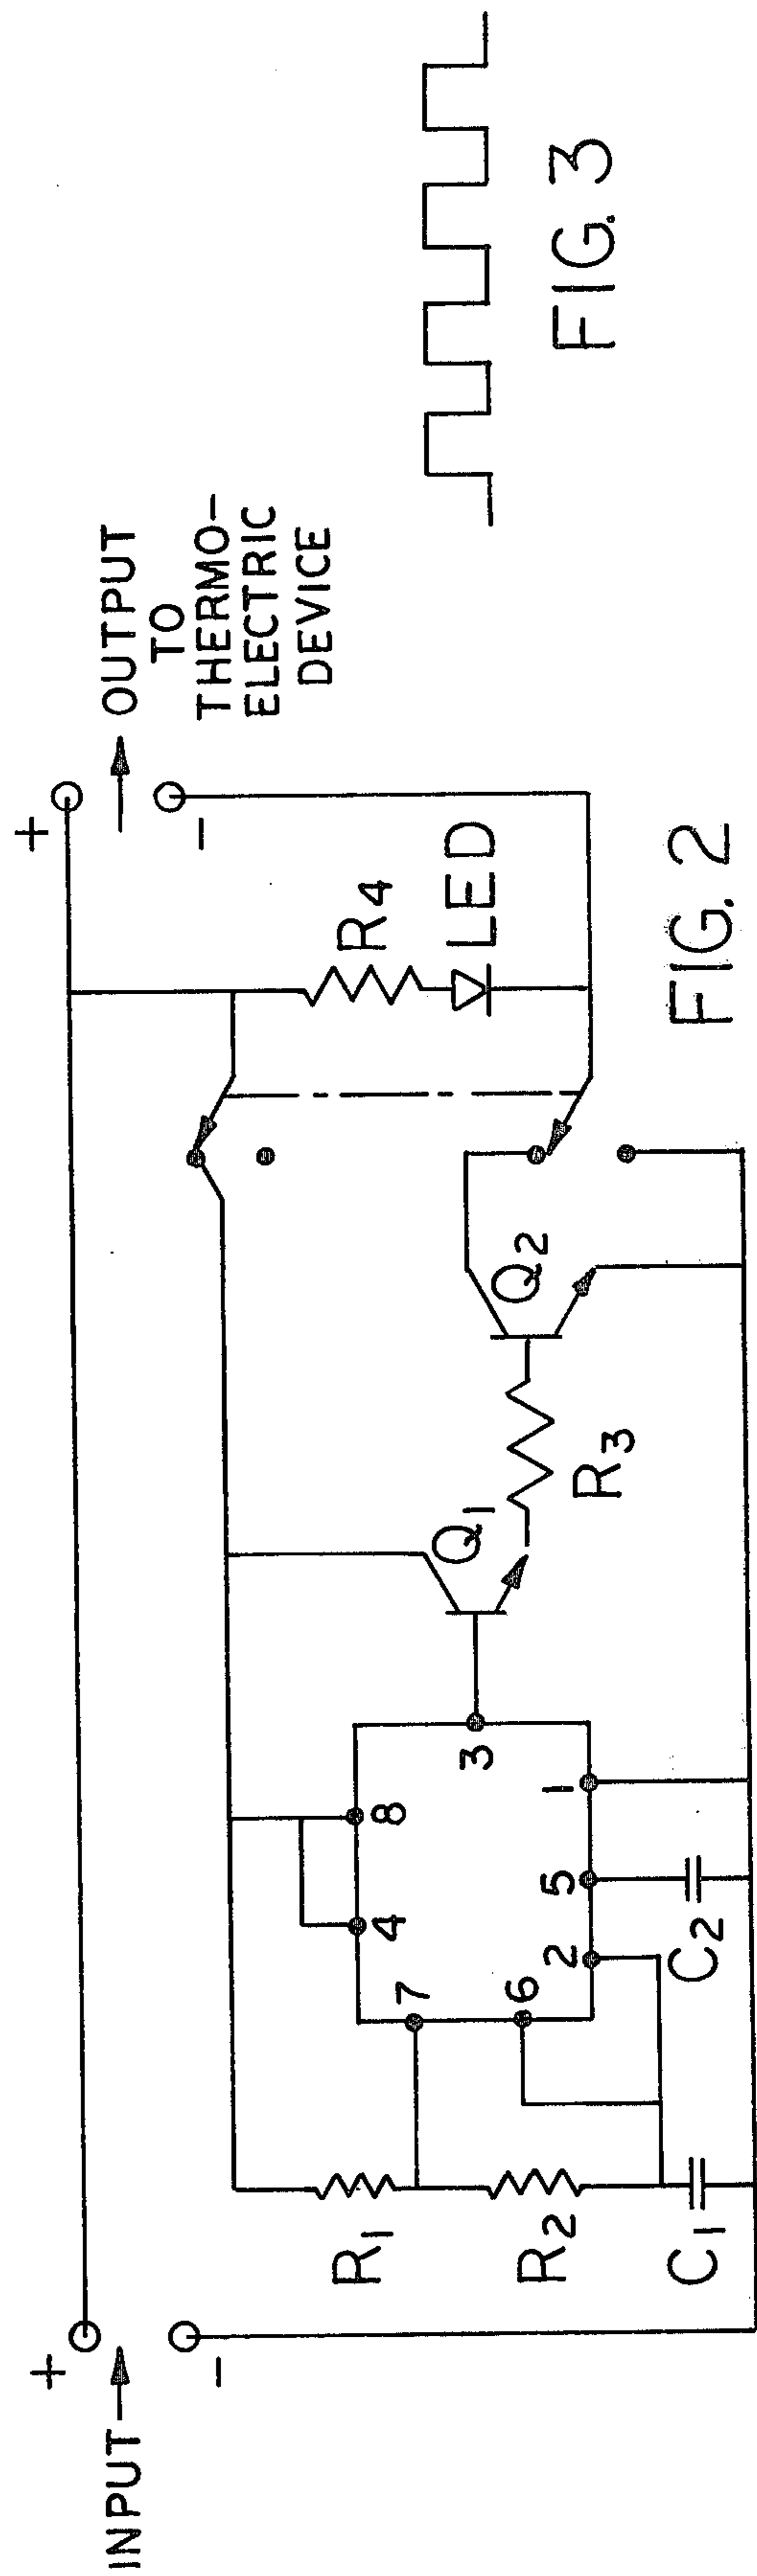 INPUT
+
-
R1
R2
C1
7
6
4
8
2
5
1
3
C2
Q1
R3
Q2
R4
LED
+
-
OUTPUT
TO
THERMO-
ELECTRIC
DEVICE
FIG. 2
FIG. 3